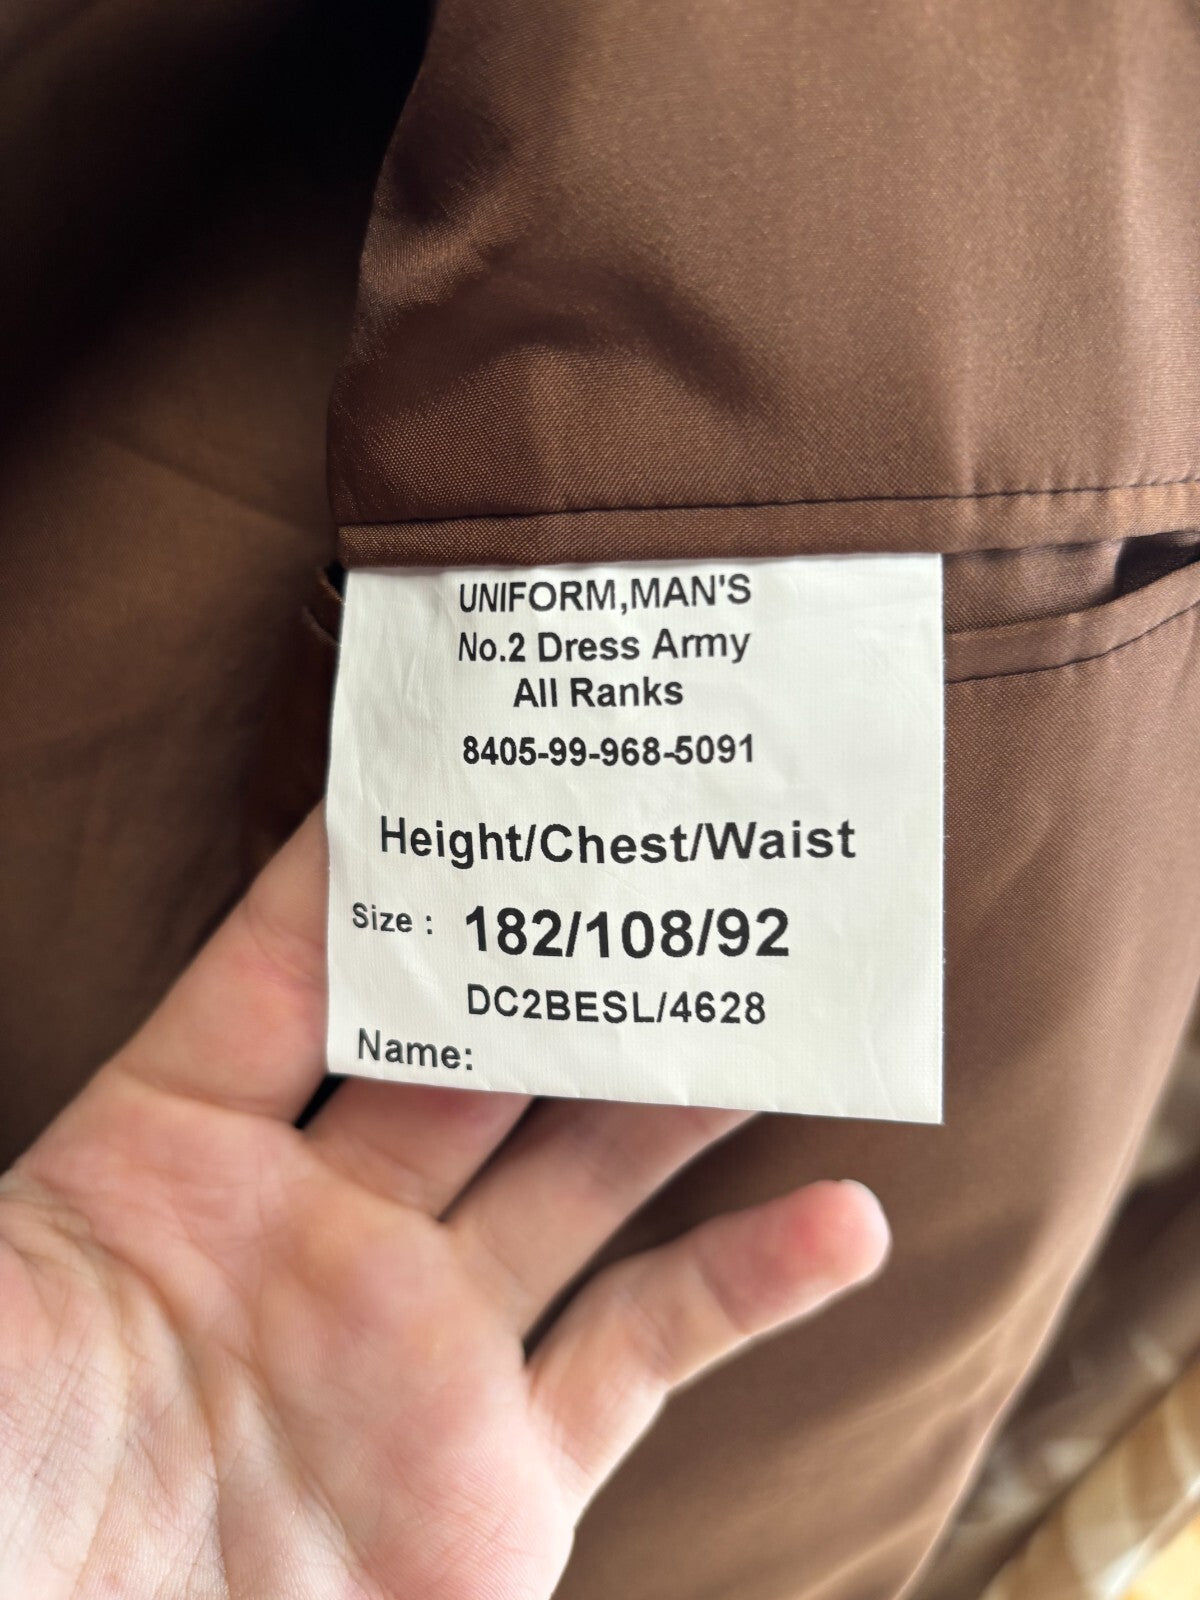 UNIFORM,MAN'S
No.2 Dress Army
All Ranks
8405-99-968-5091
Height/Chest/Waist
Size : 182/108/92
DC2BESL/4628
Name: